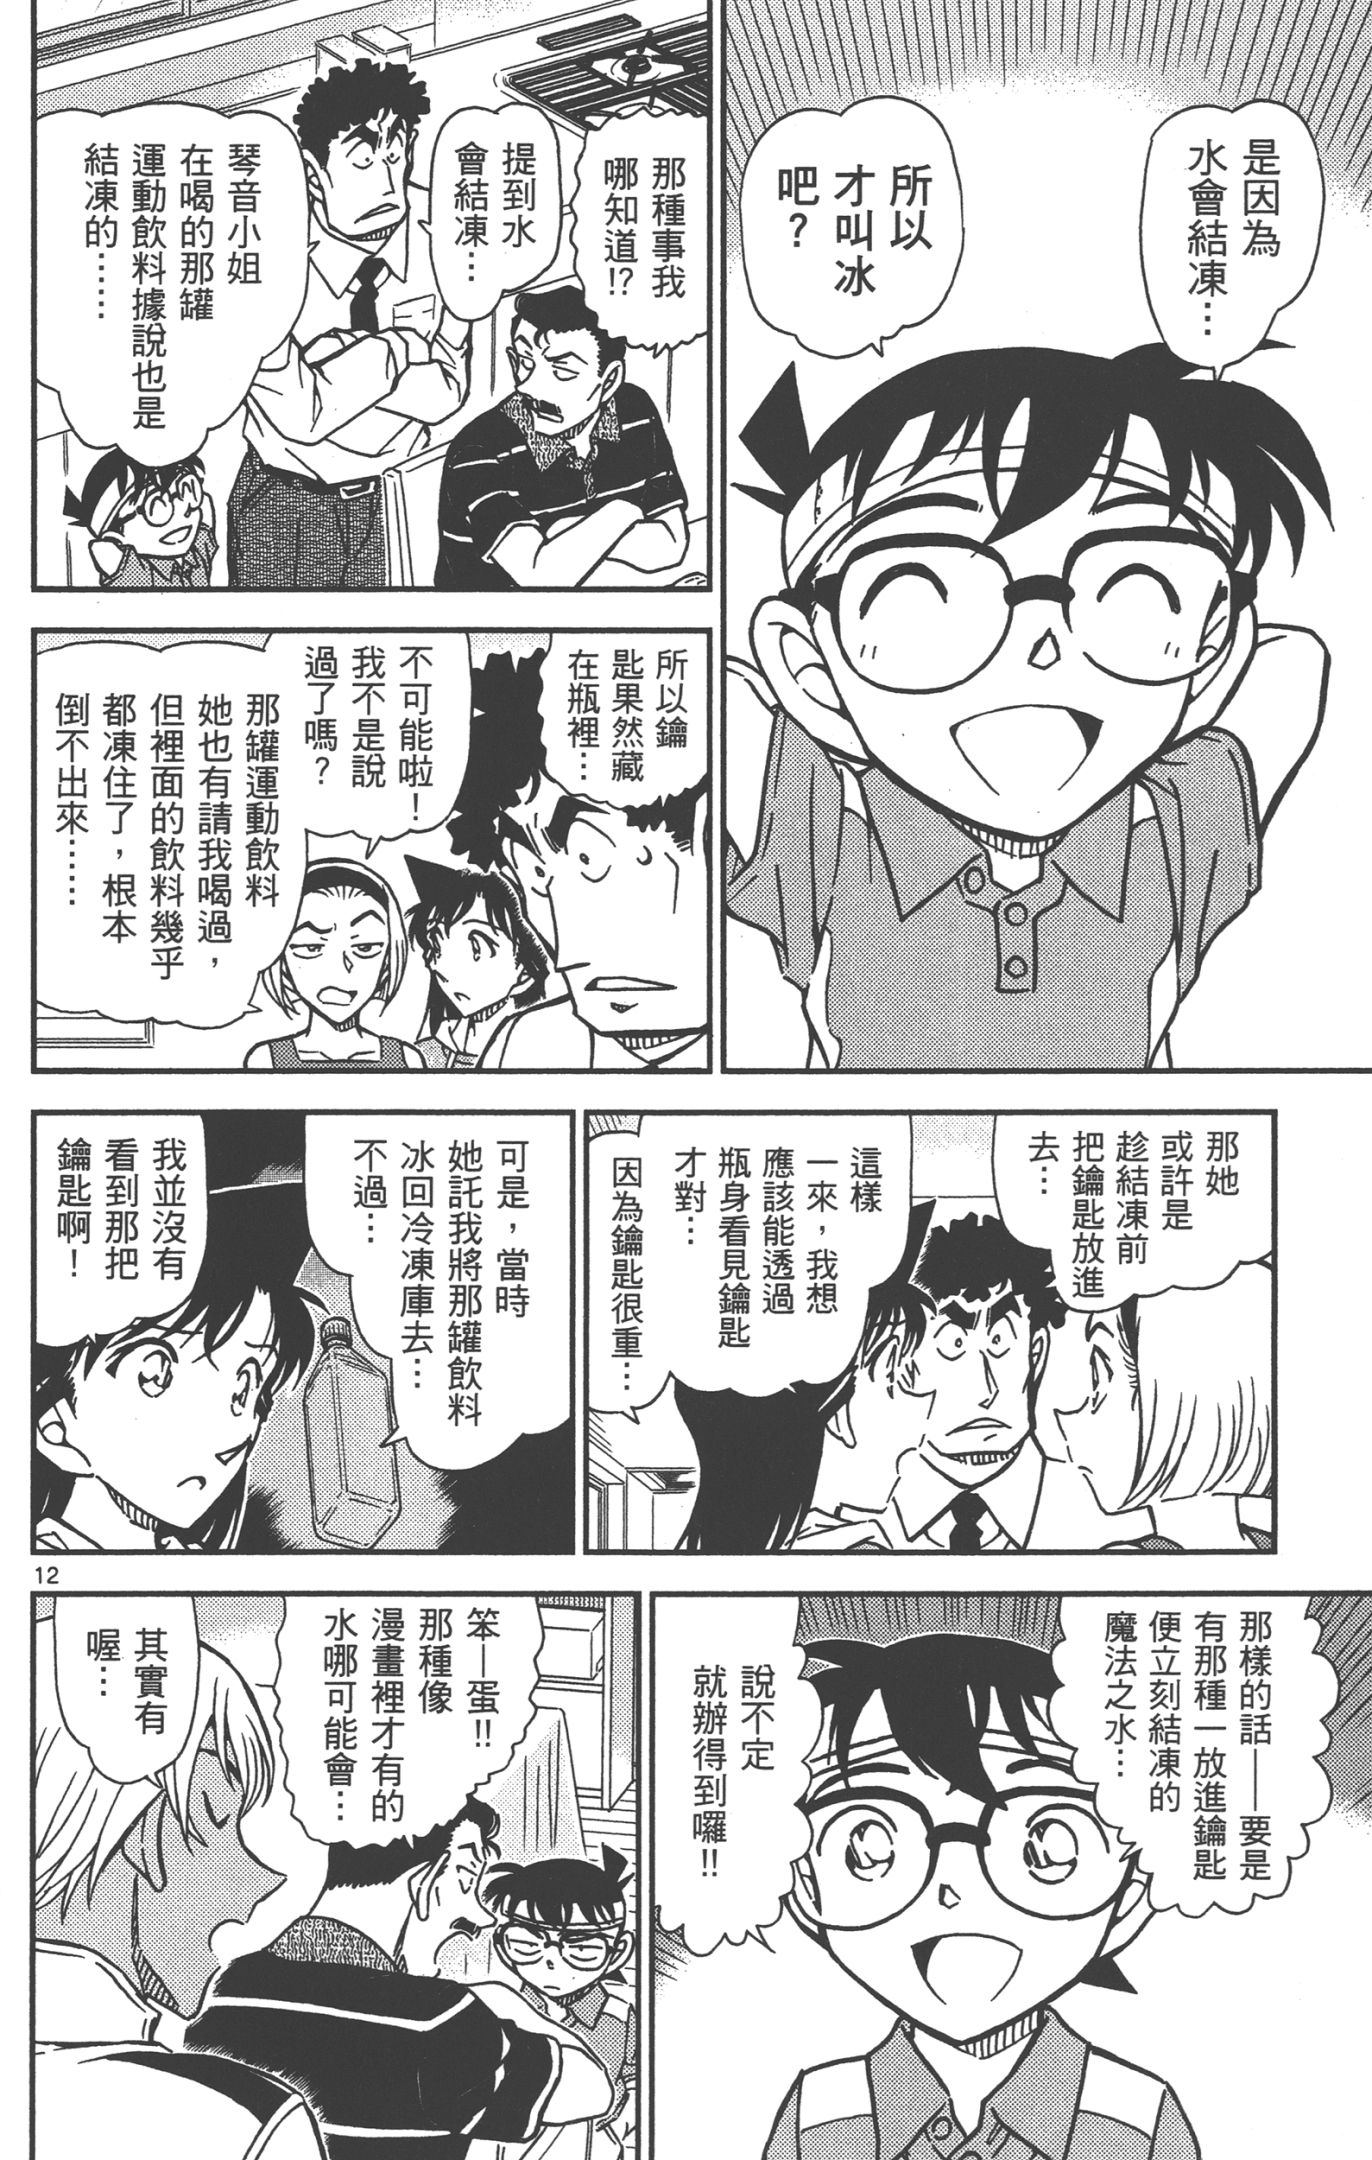 是因為
水會結凍…
所以
才叫冰
吧？
那種事我
哪知道!?
提到水
會結凍…
琴音小姐
在喝的那罐
運動飲料據說也是
結凍的……
所以鑰
匙果然藏
在瓶裡…
不可能啦！
我不是說
過了嗎？
那罐運動飲料
她也有請我喝過，
但裡面的飲料幾乎
都凍住了，根本
倒不出來……
那她
或許是
趁結凍前
把鑰匙放進
去…
這樣
一來，我想
應該能透過
瓶身看見鑰匙
才對…
因為鑰匙很重…
可是，當時
她託我將那罐飲料
冰回冷凍庫去…
不過…
我並沒有
看到那把
鑰匙啊！
12
那樣的話──要是
有那種一放進鑰匙
便立刻結凍的
魔法之水…
說不定
就辦得到囉!!
笨─蛋!!
那種像
漫畫裡才有的
水哪可能會…
其實有
喔…